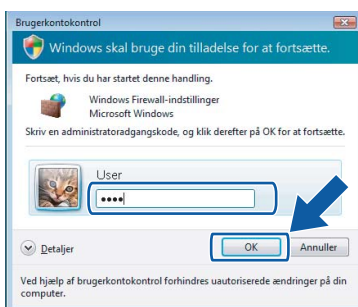 Brugerkontokontrol
Windows skal bruge din tilladelse for at fortsætte.
Fortsæt, hvis du har startet denne handling.
Windows Firewall-indstillinger
Microsoft Windows
Skriv en administratoradgangskode, og klik derefter på OK for at fortsætte.
User
••••
Detaljer
OK
Annuller
Ved hjælp af brugerkontokontrol forhindres uautoriserede ændringer på din
computer.